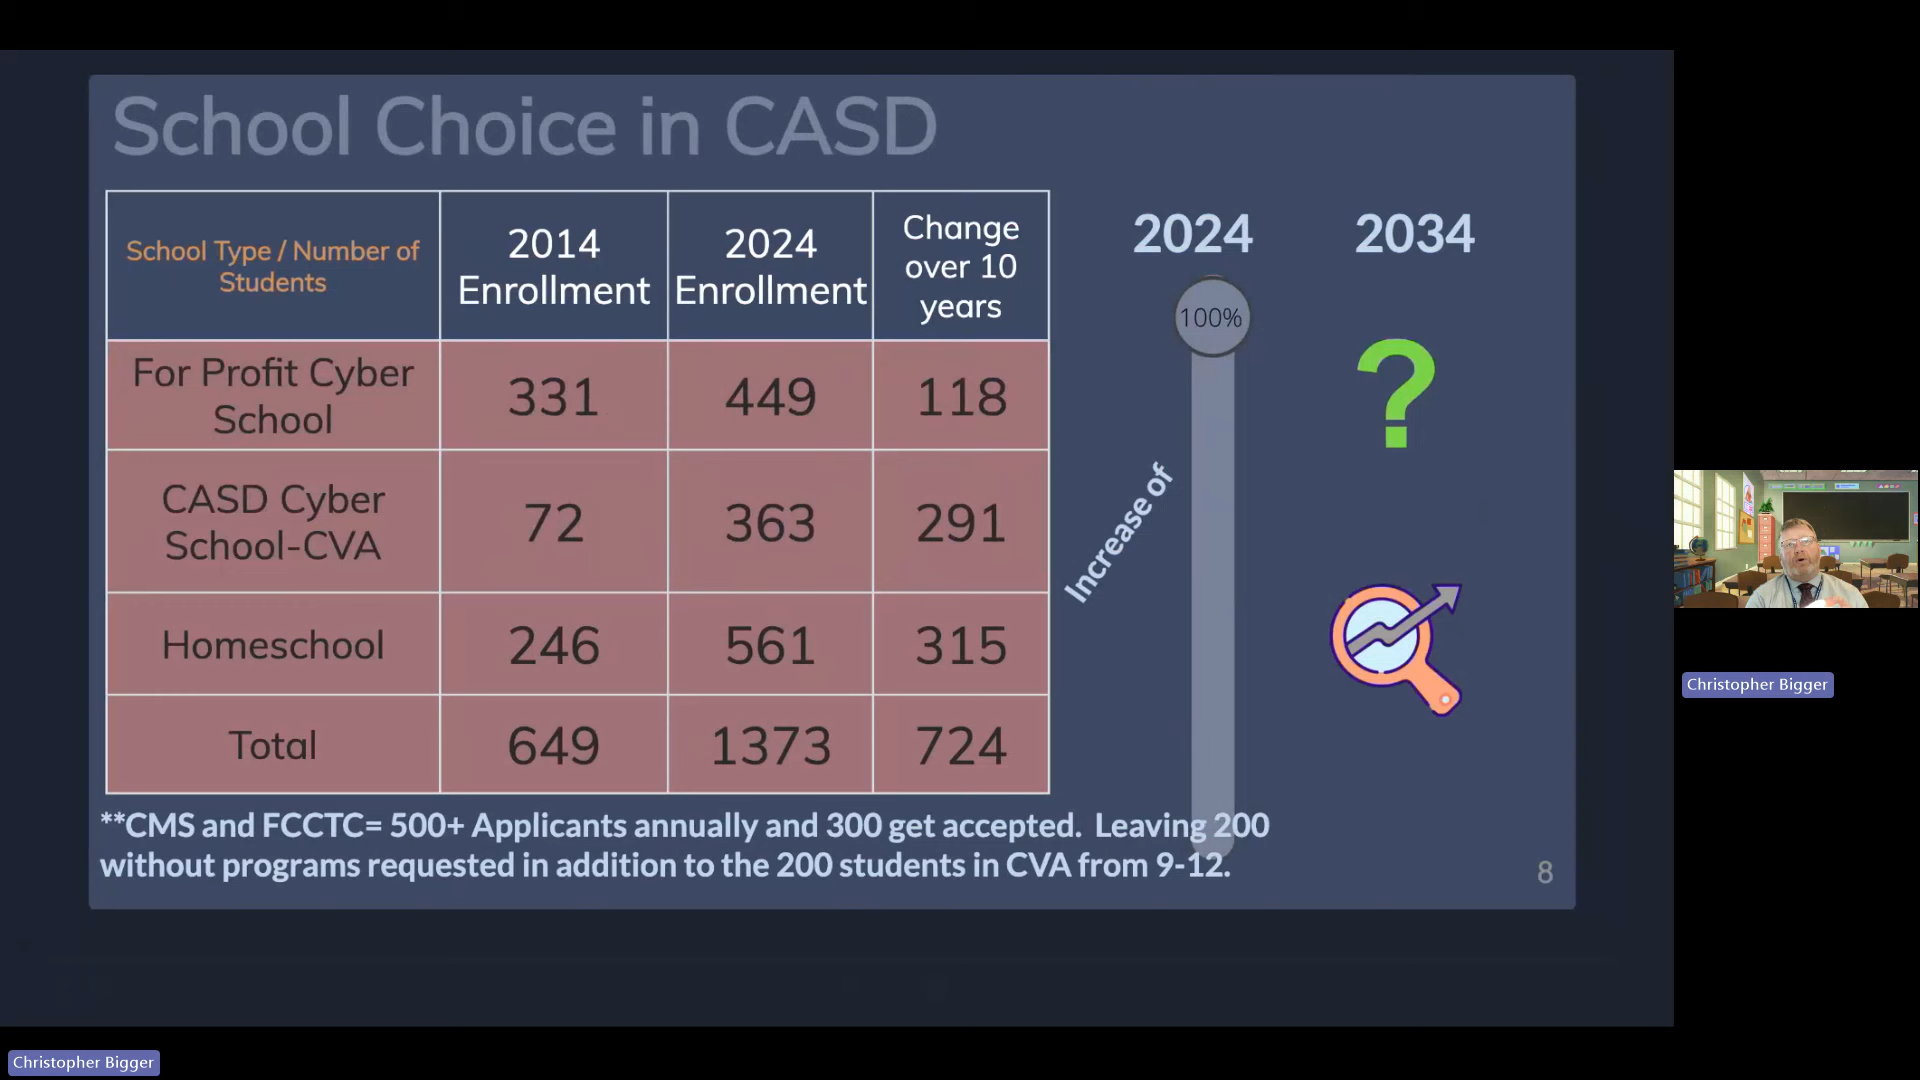 School Choice in CASD
School Type / Number of
Students
2014
Enrollment
2024
Enrollment
Change
over 10
years
For Profit Cyber
School
331
449
118
CASD Cyber
School-CVA
72
363
291
Homeschool
246
561
315
Total
649
1373
724
2024
2034
100%
?
Increase of
**CMS and FCCTC= 500+ Applicants annually and 300 get accepted. Leaving 200
without programs requested in addition to the 200 students in CVA from 9-12.
8
Christopher Bigger
Christopher Bigger